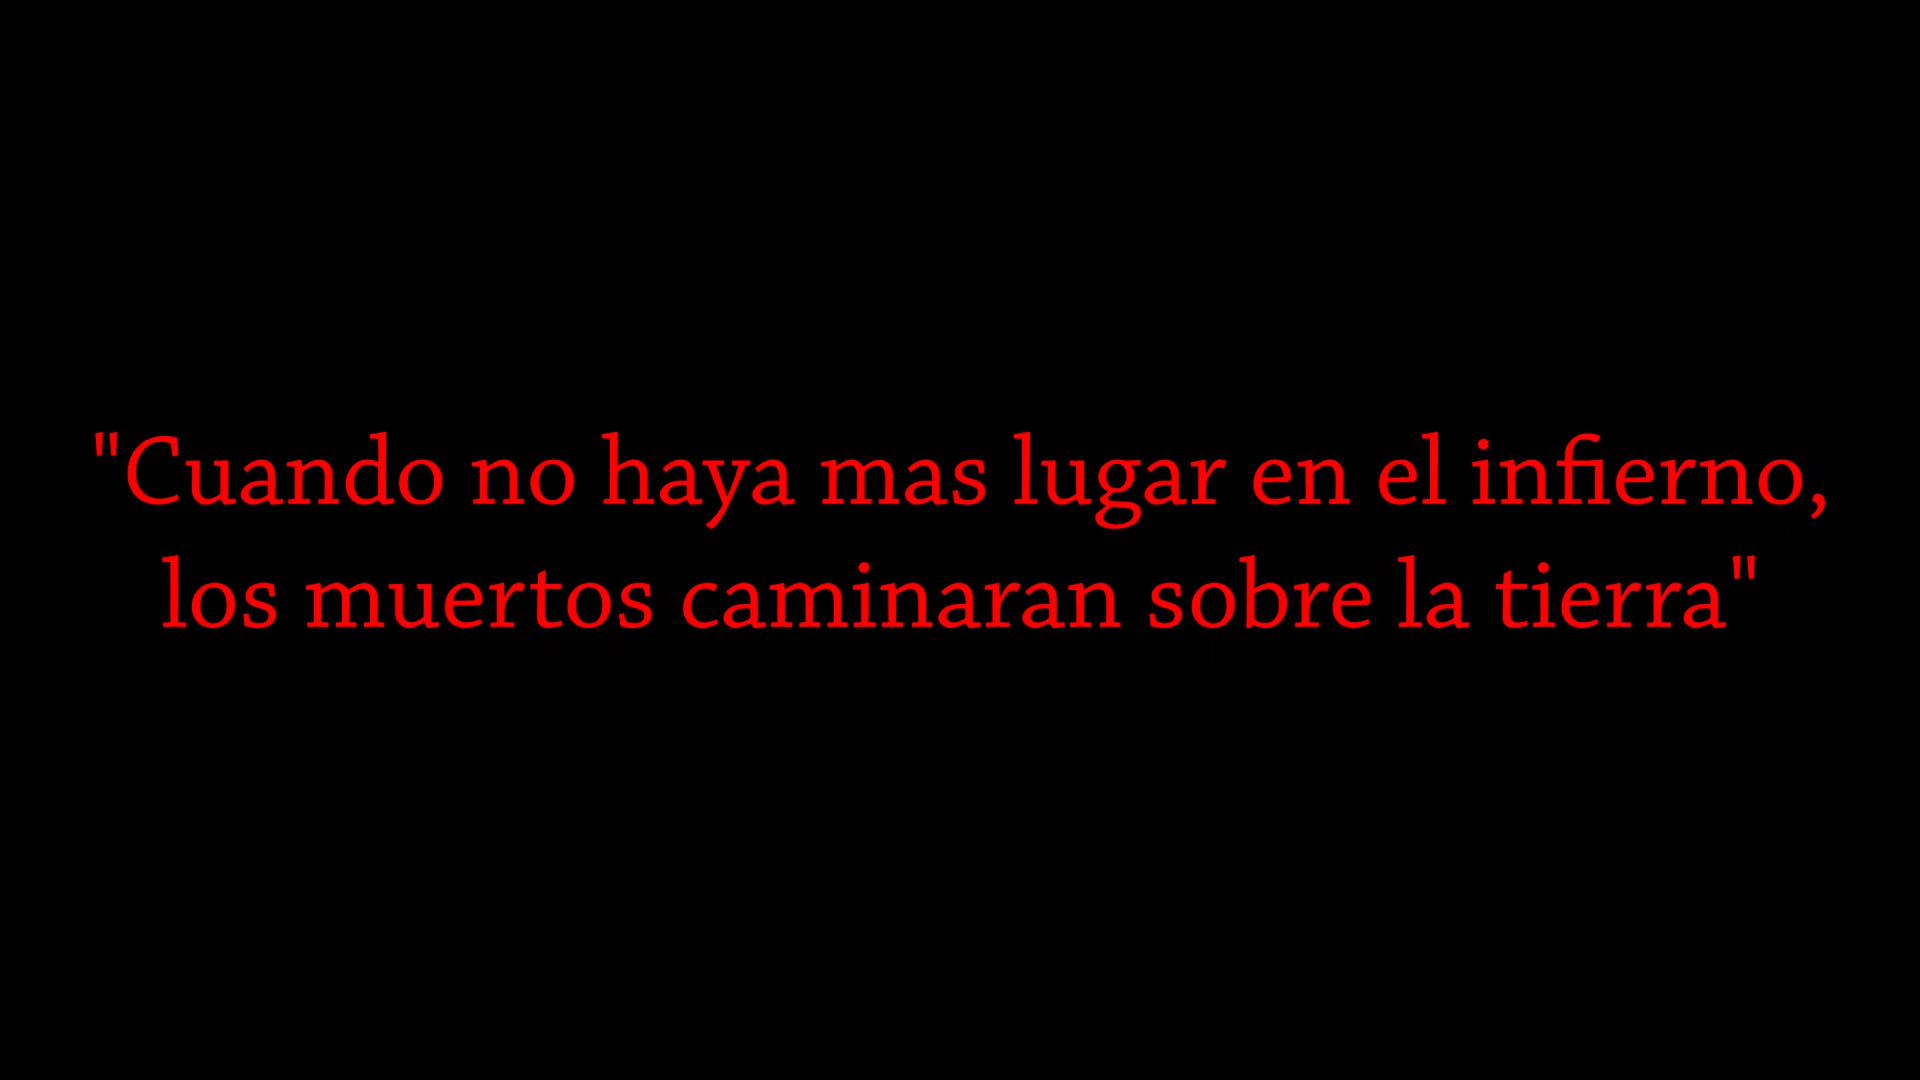 "Cuando no haya mas lugar en el infierno,
los muertos caminaran sobre la tierra"